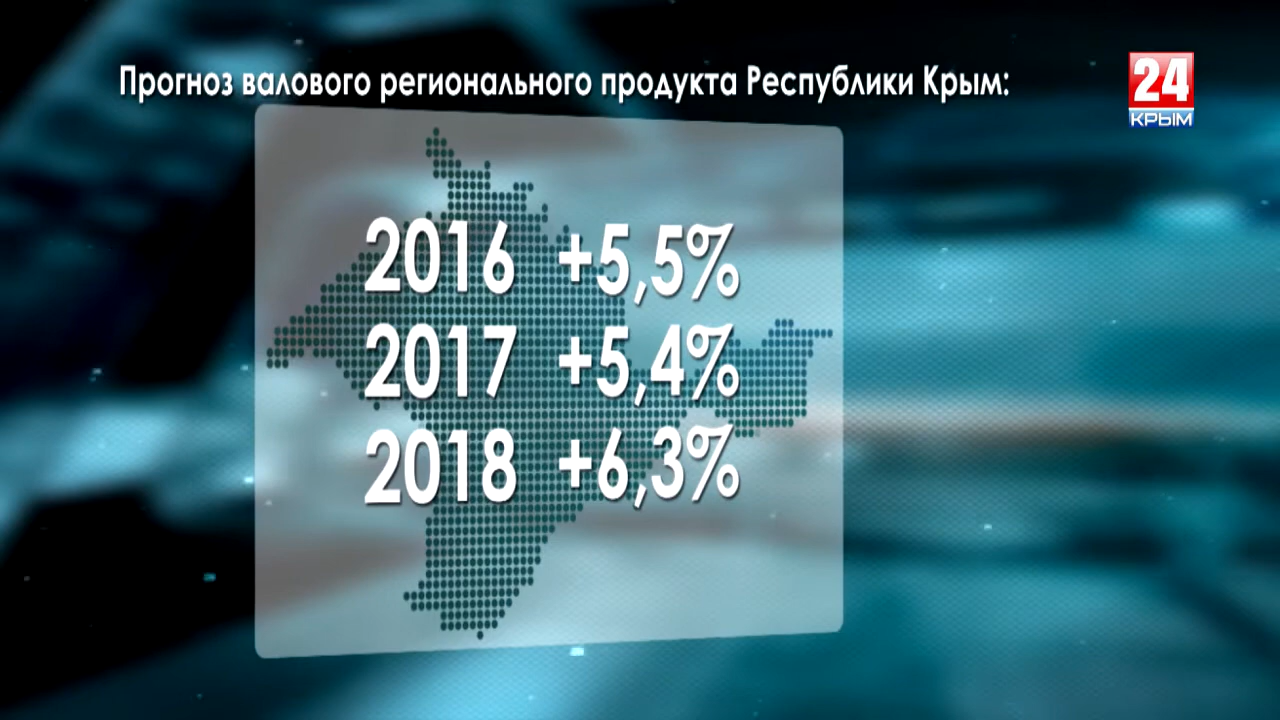 Прогноз валового регионального продукта Республики Крым:
24
КРЫМ
2016 +5,5%
2017 +5,4%
2018 +6,3%